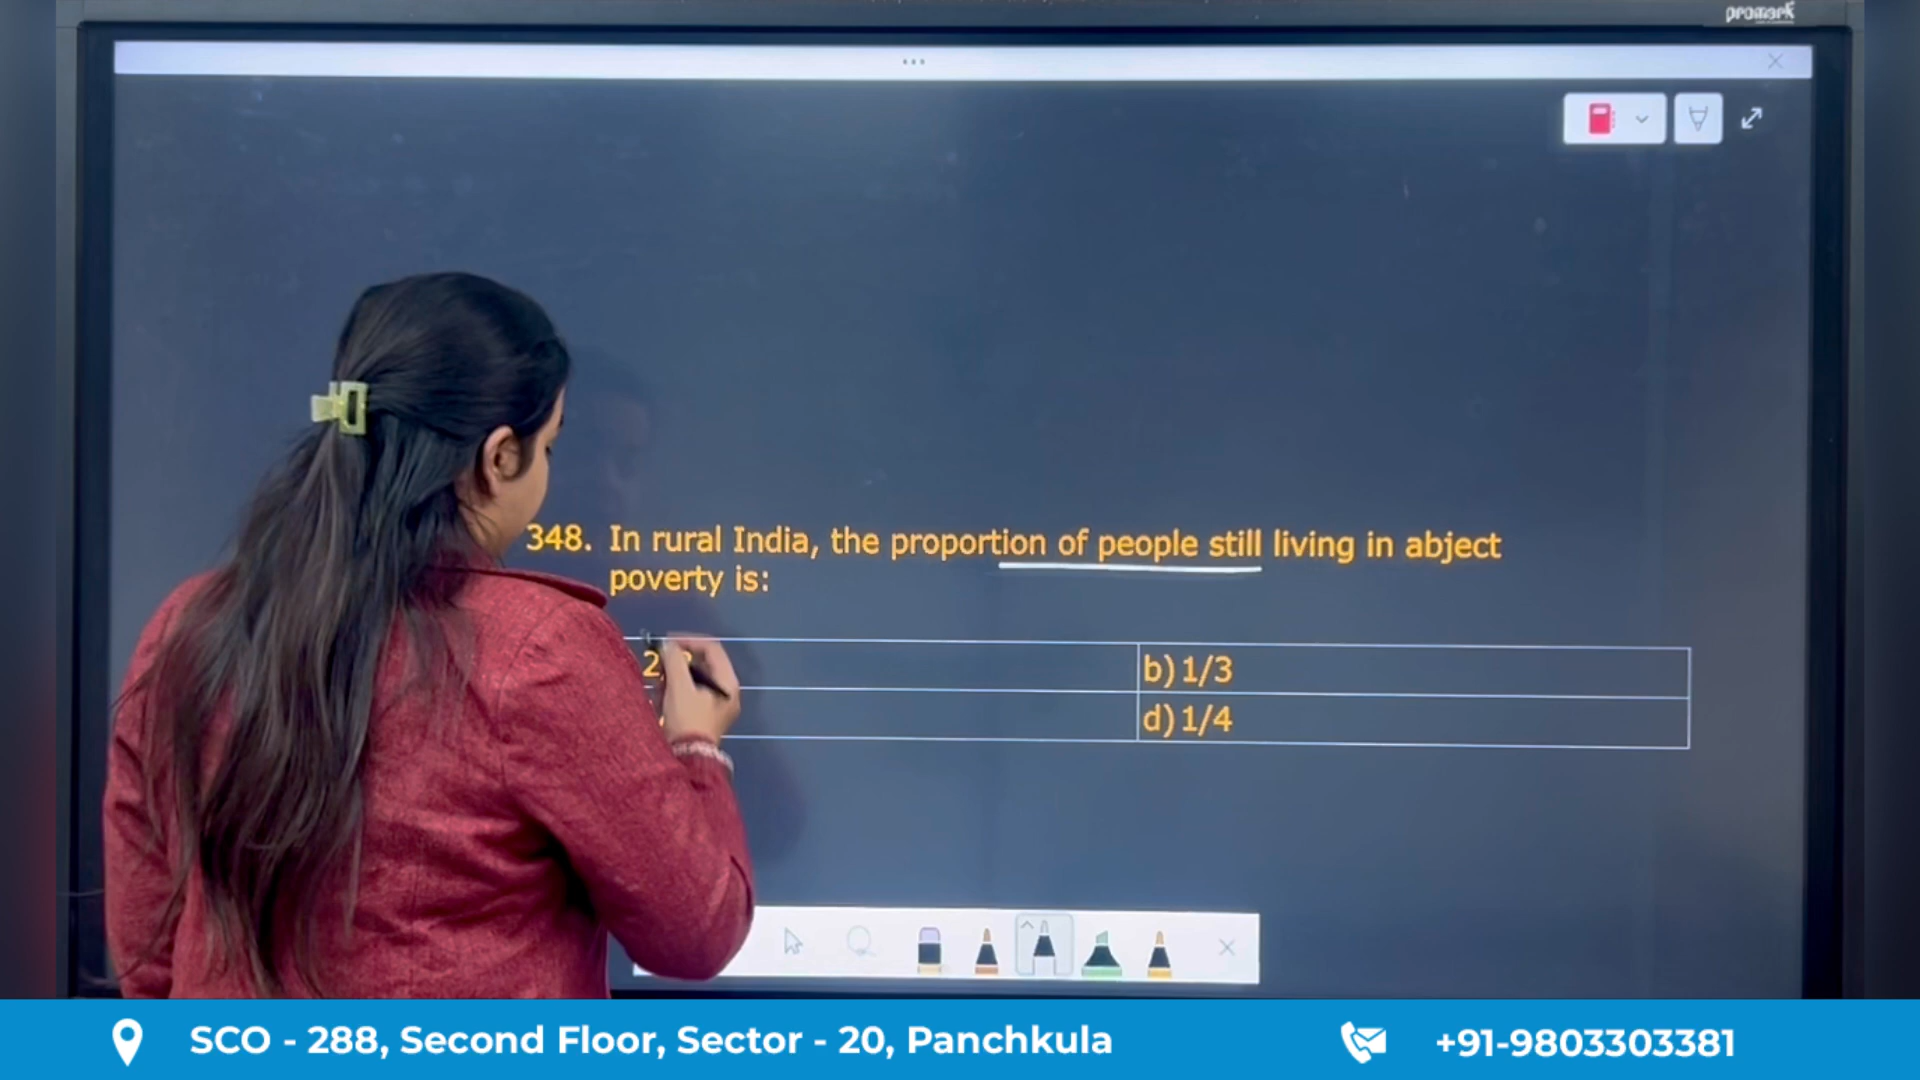 promark
348. In rural India, the proportion of people still living in abject
poverty is:
b) 1/3
d) 1/4
SCO - 288, Second Floor, Sector - 20, Panchkula
+91-9803303381